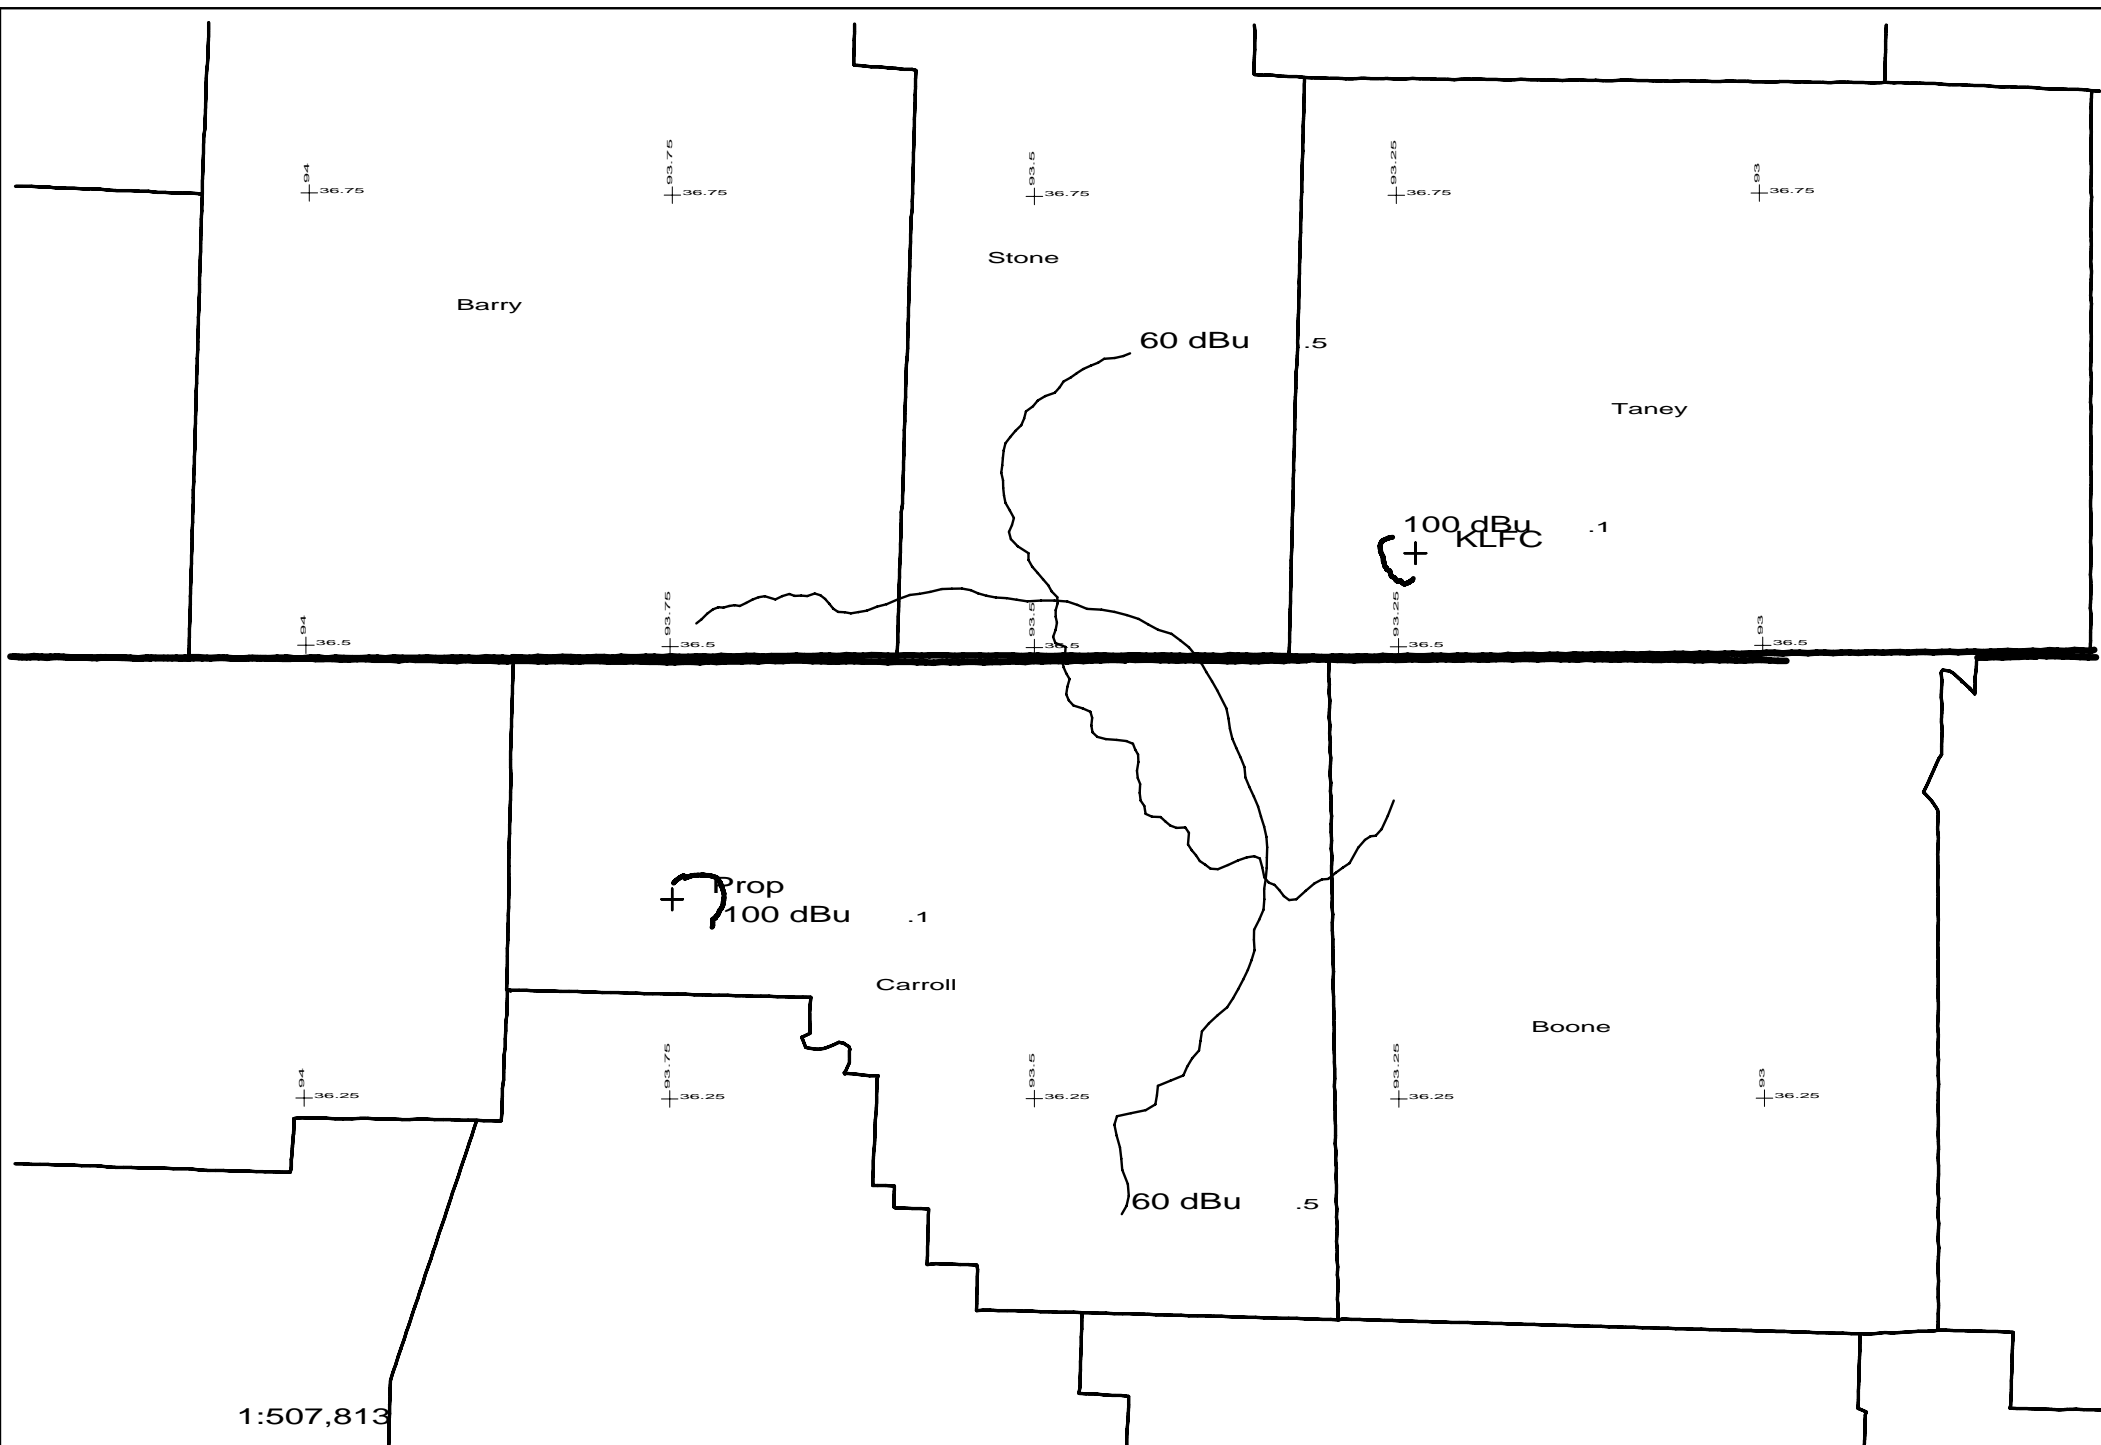 94 93.75 93.5 93.25 93
36.75 36.75 36.75 36.75 36.75
Stone
Barry
60 dBu .5
Taney
100 dBu .1
KLFC
94 93.75 93.5 93.25 93
36.5 36.5 36.5 36.5 36.5
Prop
100 dBu .1
Carroll
Boone
94 93.75 93.5 93.25 93
36.25 36.25 36.25 36.25 36.25
60 dBu .5
1:507,813